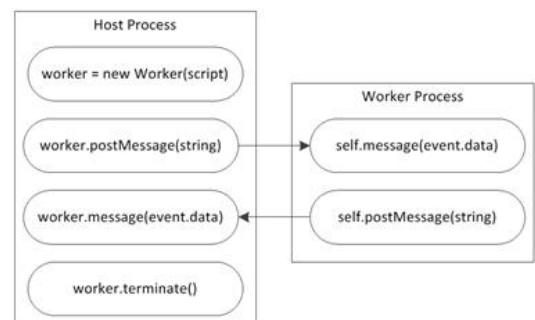 Host Process
worker = new Worker(script)
worker.postMessage(string)
worker.message(event.data)
worker.terminate()
Worker Process
self.message(event.data)
self.postMessage(string)